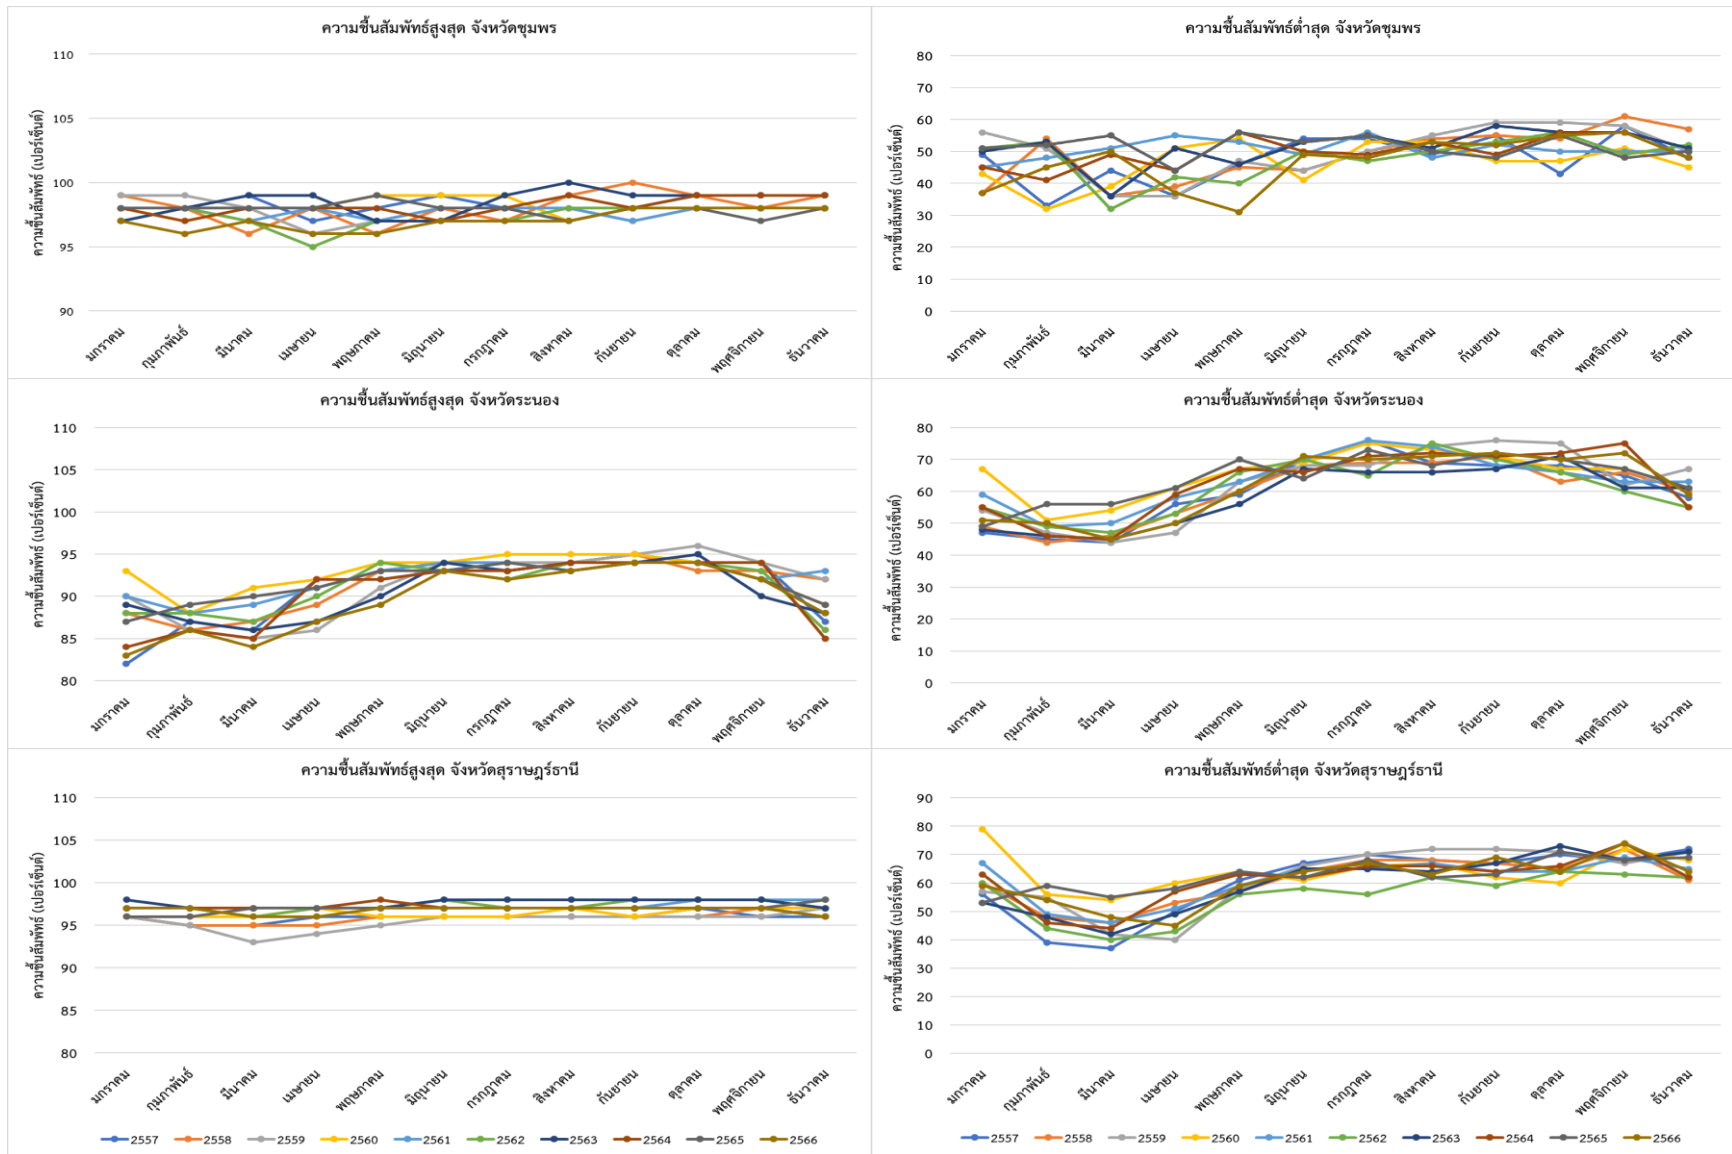 ความชื้นสัมพัทธ์สูงสุด จังหวัดชุมพร
ความชื้นสัมพัทธ์(เปอร์เซ็นต์)
110
105
100
95
90
มกราคม
กุมภาพันธ์
มีนาคม
เมษายน
พฤษภาคม
มิถุนายน
กรกฎาคม
สิงหาคม
กันยายน
ตุลาคม
พฤศจิกายน
ธันวาคม
ความชื้นสัมพัทธ์ต่ำสุด จังหวัดชุมพร
ความชื้นสัมพัทธ์ (เปอร์เซ็นต์)
80
70
60
50
40
30
20
10
0
มกราคม
กุมภาพันธ์
มีนาคม
เมษายน
พฤษภาคม
มิถุนายน
กรกฎาคม
สิงหาคม
กันยายน
ตุลาคม
พฤศจิกายน
ธันวาคม
ความชื้นสัมพัทธ์สูงสุด จังหวัดระนอง
ความชื้นสัมพัทธ์ (เปอร์เซ็นต์)
110
105
100
95
90
85
80
มกราคม
กุมภาพันธ์
มีนาคม
เมษายน
พฤษภาคม
มิถุนายน
กรกฎาคม
สิงหาคม
กันยายน
ตุลาคม
พฤศจิกายน
ธันวาคม
ความชื้นสัมพัทธ์ต่ำสุด จังหวัดระนอง
ความชื้นสัมพัทธ์ (เปอร์เซ็นต์)
80
70
60
50
40
30
20
10
0
มกราคม
กุมภาพันธ์
มีนาคม
เมษายน
พฤษภาคม
มิถุนายน
กรกฎาคม
สิงหาคม
กันยายน
ตุลาคม
พฤศจิกายน
ธันวาคม
ความชื้นสัมพัทธ์สูงสุด จังหวัดสุราษฎร์ธานี
ความชื้นสัมพัทธ์ (เปอร์เซ็นต์)
110
105
100
95
90
85
80
มกราคม
กุมภาพันธ์
มีนาคม
เมษายน
พฤษภาคม
มิถุนายน
กรกฎาคม
สิงหาคม
กันยายน
ตุลาคม
พฤศจิกายน
ธันวาคม
2557 2558 2559 2560 2561 2562 2563 2564 2565 2566
ความชื้นสัมพัทธ์ต่ำสุด จังหวัดสุราษฎร์ธานี
ความชื้นสัมพัทธ์ (เปอร์เซ็นต์)
90
80
70
60
50
40
30
20
10
0
มกราคม
กุมภาพันธ์
มีนาคม
เมษายน
พฤษภาคม
มิถุนายน
กรกฎาคม
สิงหาคม
กันยายน
ตุลาคม
พฤศจิกายน
ธันวาคม
2557 2558 2559 2560 2561 2562 2563 2564 2565 2566